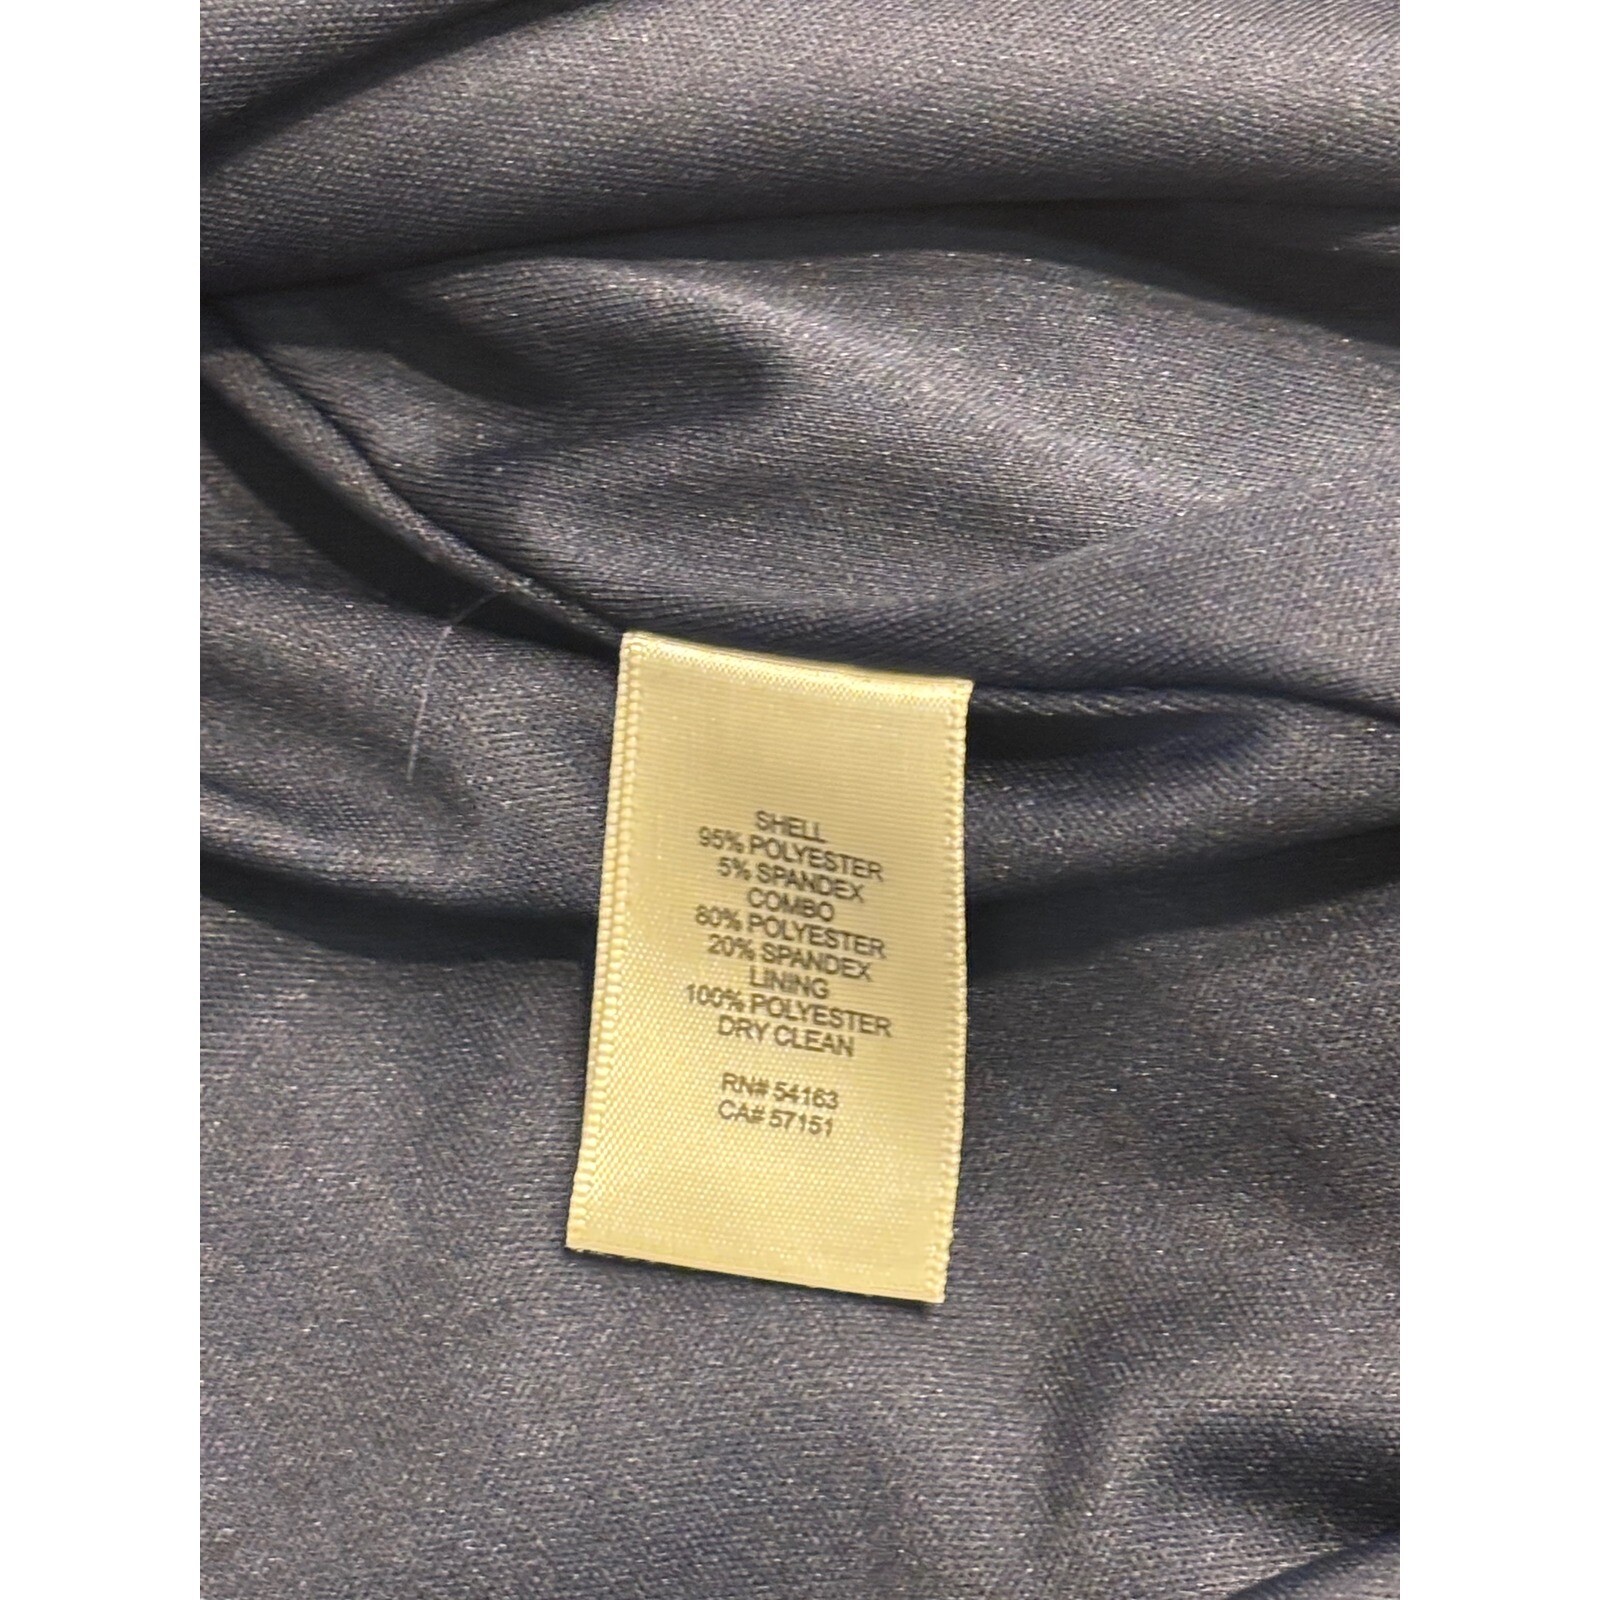 SHELL
95% POLYESTER
5% SPANDEX
COMBO
80% POLYESTER
20% SPANDEX
LINING
100% POLYESTER
DRY CLEAN
RN# 54163
CA# 57151